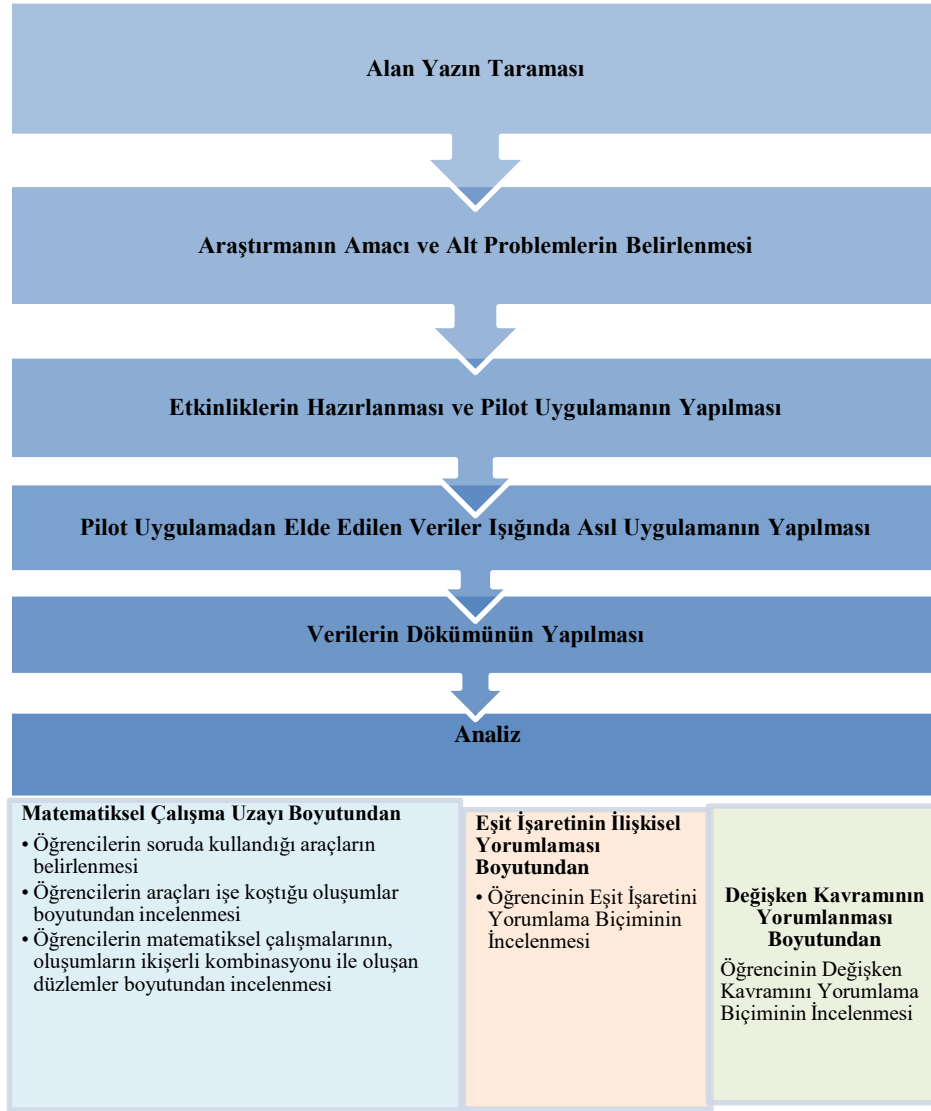 Alan Yazın Taraması
Araştırmanın Amacı ve Alt Problemlerin Belirlenmesi
Etkinliklerin Hazırlanması ve Pilot Uygulamanın Yapılması
Pilot Uygulamadan Elde Edilen Veriler Işığında Asıl Uygulamanın Yapılması
Verilerin Dökümünün Yapılması
Analiz
Matematiksel Çalışma Uzayı Boyutundan
• Öğrencilerin soruda kullandığı araçların
belirlenmesi
• Öğrencilerin araçları işe koştuğu oluşumlar
boyutundan incelenmesi
• Öğrencilerin matematiksel çalışmalarının,
oluşumların ikişerli kombinasyonu ile oluşan
düzlemler boyutundan incelenmesi
Eşit İşaretinin İlişkisel
Yorumlaması
Boyutundan
• Öğrencinin Eşit İşaretini
Yorumlama Biçiminin
İncelenmesi
Değişken Kavramının
Yorumlanması
Boyutundan
Öğrencinin Değişken
Kavramını Yorumlama
Biçiminin İncelenmesi